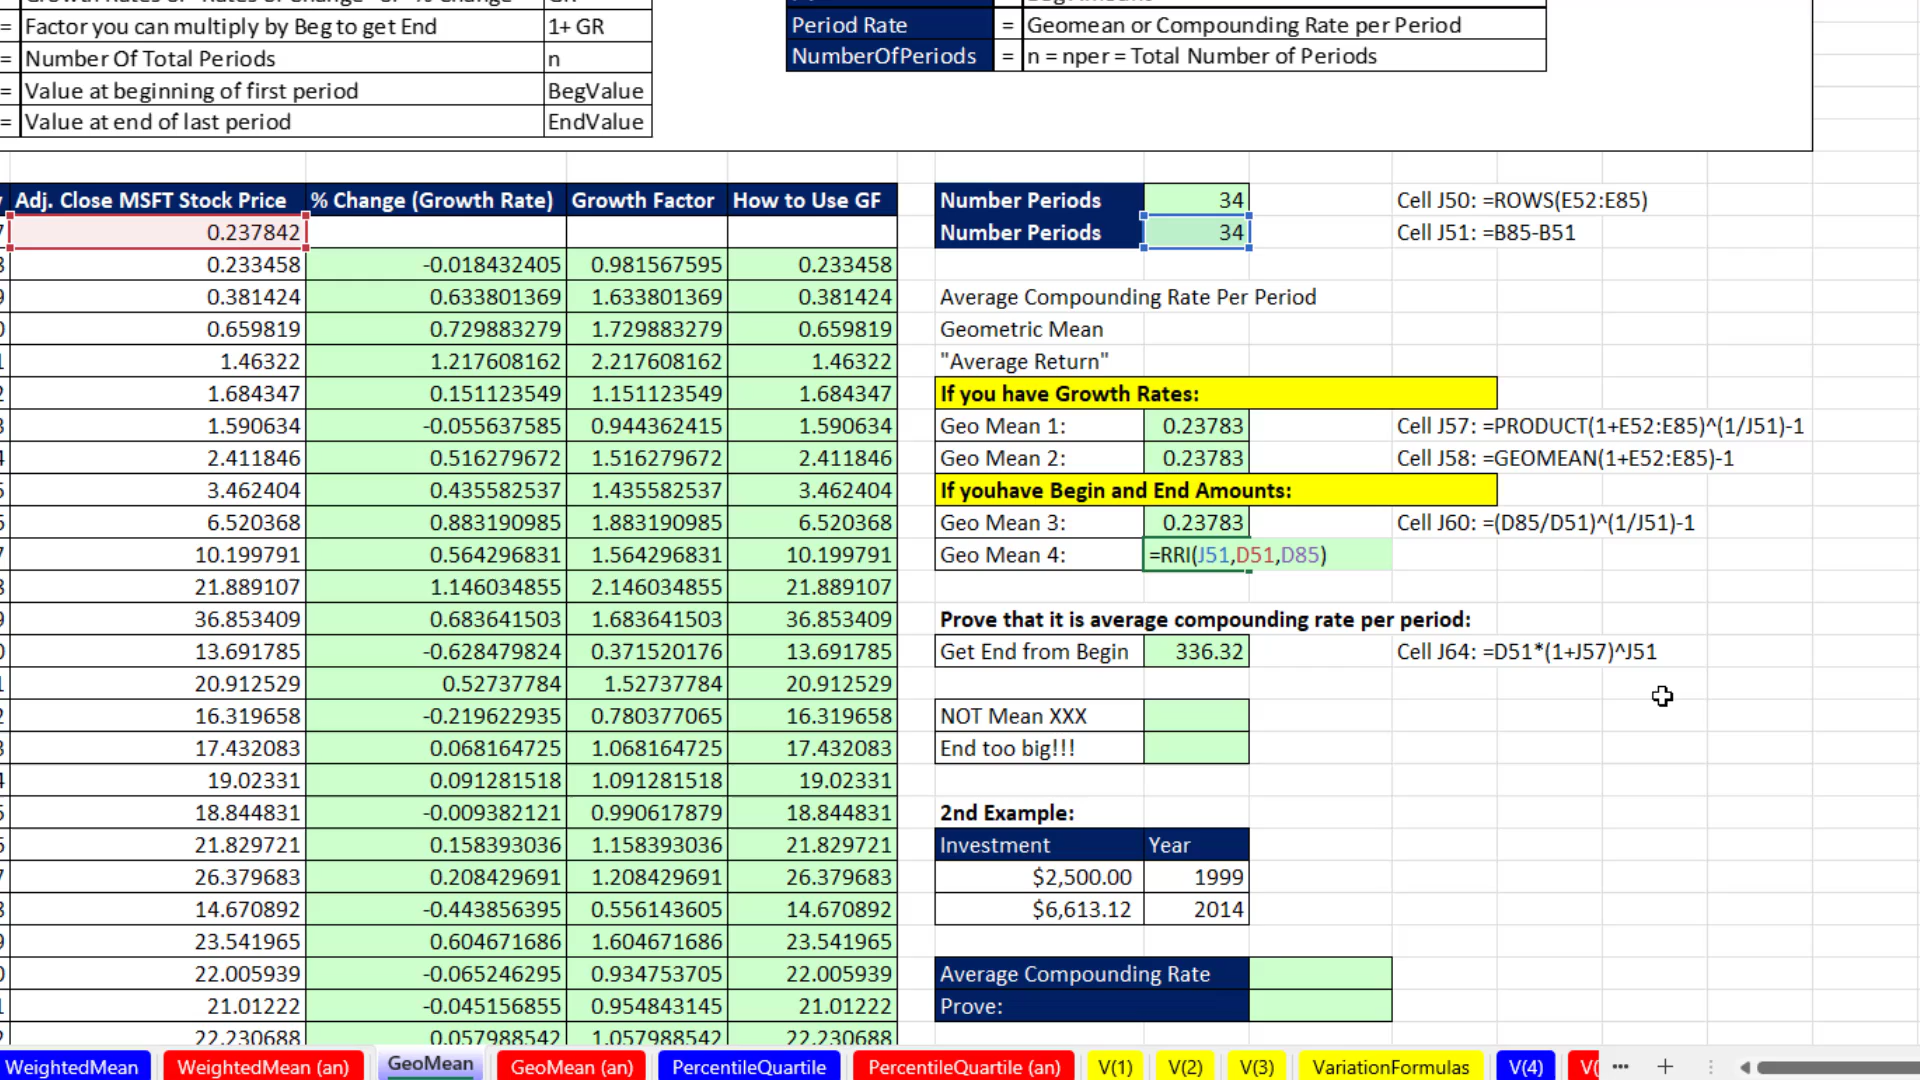 = Factor you can multiply by Beg to get End 1+ GR
= Number Of Total Periods n
= Value at beginning of first period BegValue
= Value at end of last period EndValue
Period Rate = Geomean or Compounding Rate per Period
NumberOfPeriods = n = nper = Total Number of Periods
Adj. Close MSFT Stock Price % Change (Growth Rate) Growth Factor How to Use GF
0.237842
0.233458 -0.018432405 0.981567595 0.233458
0.381424 0.633801369 1.633801369 0.381424
0.659819 0.729883279 1.729883279 0.659819
1.46322 1.217608162 2.217608162 1.46322
1.684347 0.151123549 1.151123549 1.684347
1.590634 -0.055637585 0.944362415 1.590634
2.411846 0.516279672 1.516279672 2.411846
3.462404 0.435582537 1.435582537 3.462404
6.520368 0.883190985 1.883190985 6.520368
10.199791 0.564296831 1.564296831 10.199791
21.889107 1.146034855 2.146034855 21.889107
36.853409 0.683641503 1.683641503 36.853409
13.691785 -0.628479824 0.371520176 13.691785
20.912529 0.52737784 1.52737784 20.912529
16.319658 -0.219622935 0.780377065 16.319658
17.432083 0.068164725 1.068164725 17.432083
19.02331 0.091281518 1.091281518 19.02331
18.844831 -0.009382121 0.990617879 18.844831
21.829721 0.158393036 1.158393036 21.829721
26.379683 0.208429691 1.208429691 26.379683
14.670892 -0.443856395 0.556143605 14.670892
23.541965 0.604671686 1.604671686 23.541965
22.005939 -0.065246295 0.934753705 22.005939
21.01222 -0.045156855 0.954843145 21.01222
22.230688 0.057988542 1.057988542 22.230688
Number Periods 34 Cell J50: =ROWS(E52:E85)
Number Periods 34 Cell J51: =B85-B51
Average Compounding Rate Per Period
Geometric Mean
"Average Return"
If you have Growth Rates:
Geo Mean 1: 0.23783 Cell J57: =PRODUCT(1+E52:E85)^(1/J51)-1
Geo Mean 2: 0.23783 Cell J58: =GEOMEAN(1+E52:E85)-1
If youhave Begin and End Amounts:
Geo Mean 3: 0.23783 Cell J60: =(D85/D51)^(1/J51)-1
Geo Mean 4: =RRI(J51,D51,D85)
Prove that it is average compounding rate per period:
Get End from Begin 336.32 Cell J64: =D51*(1+J57)^J51
NOT Mean XXX
End too big!!!
2nd Example:
Investment Year
$2,500.00 1999
$6,613.12 2014
Average Compounding Rate
Prove:
WeightedMean WeightedMean (an) GeoMean GeoMean (an) PercentileQuartile PercentileQuartile (an) V(1) V(2) V(3) VariationFormulas V(4)